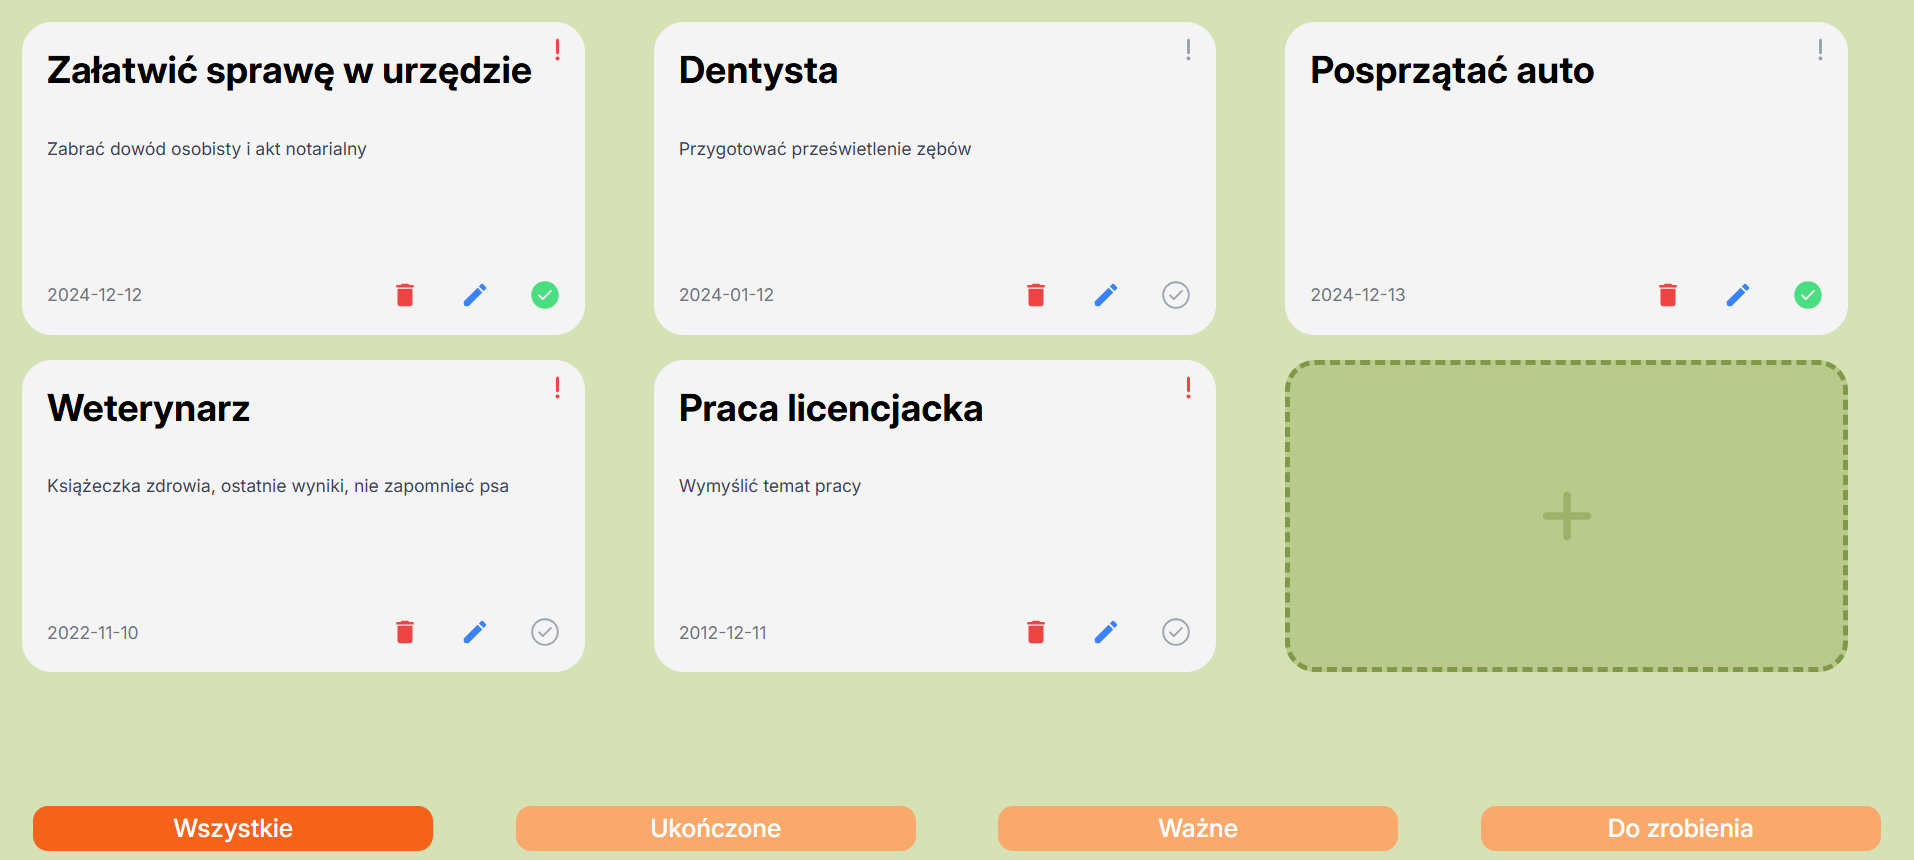 Załatwić sprawę w urzędzie
Zabrać dowód osobisty i akt notarialny
2024-12-12
Dentysta
Przygotować prześwietlenie zębów
2024-01-12
Posprzątać auto
2024-12-13
Weterynarz
Książeczka zdrowia, ostatnie wyniki, nie zapomnieć psa
2022-11-10
Praca licencjacka
Wymyślić temat pracy
2012-12-11
Wszystkie
Ukończone
Ważne
Do zrobienia